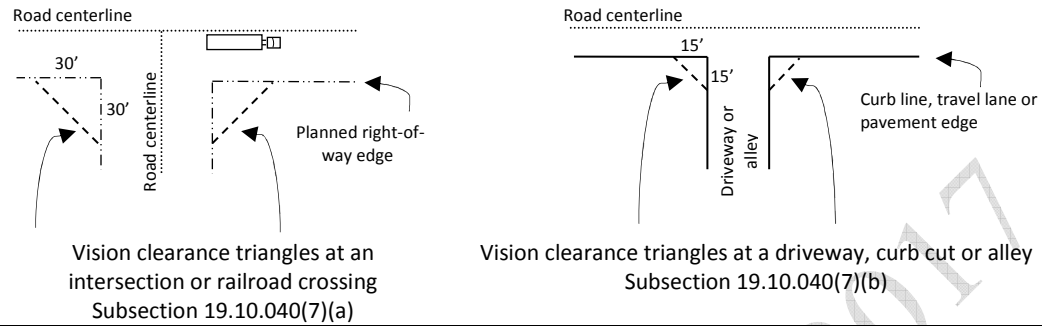 Road centerline
30’
30’
Road centerline
Planned right-of-
way edge
Vision clearance triangles at an
intersection or railroad crossing
Subsection 19.10.040(7)(a)
Road centerline
15’
15’
Driveway or
alley
Curb line, travel lane or
pavement edge
Vision clearance triangles at a driveway, curb cut or alley
Subsection 19.10.040(7)(b)
017